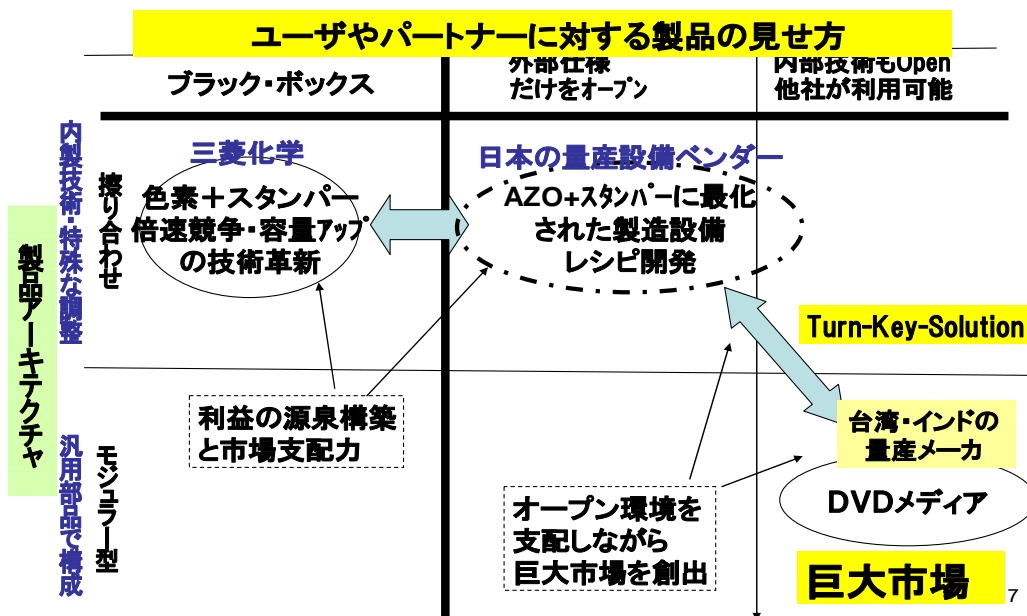 ユーザやパートナーに対する製品の見せ方
ブラック・ボックス
外部仕様
だけをオープン
内部技術もOpen
他社が利用可能
製品アーキテクチャ
内製技術・特殊な調整
擦り合わせ
三菱化学
色素＋スタンパー
倍速競争・容量アップ
の技術革新
日本の量産設備ベンダー
AZO+スタンパーに最化
された製造設備
レシピ開発
Turn-Key-Solution
利益の源泉構築
と市場支配力
汎用部品で構成
モジュラー型
オープン環境を
支配しながら
巨大市場を創出
台湾・インドの
量産メーカ
DVDメディア
巨大市場
7